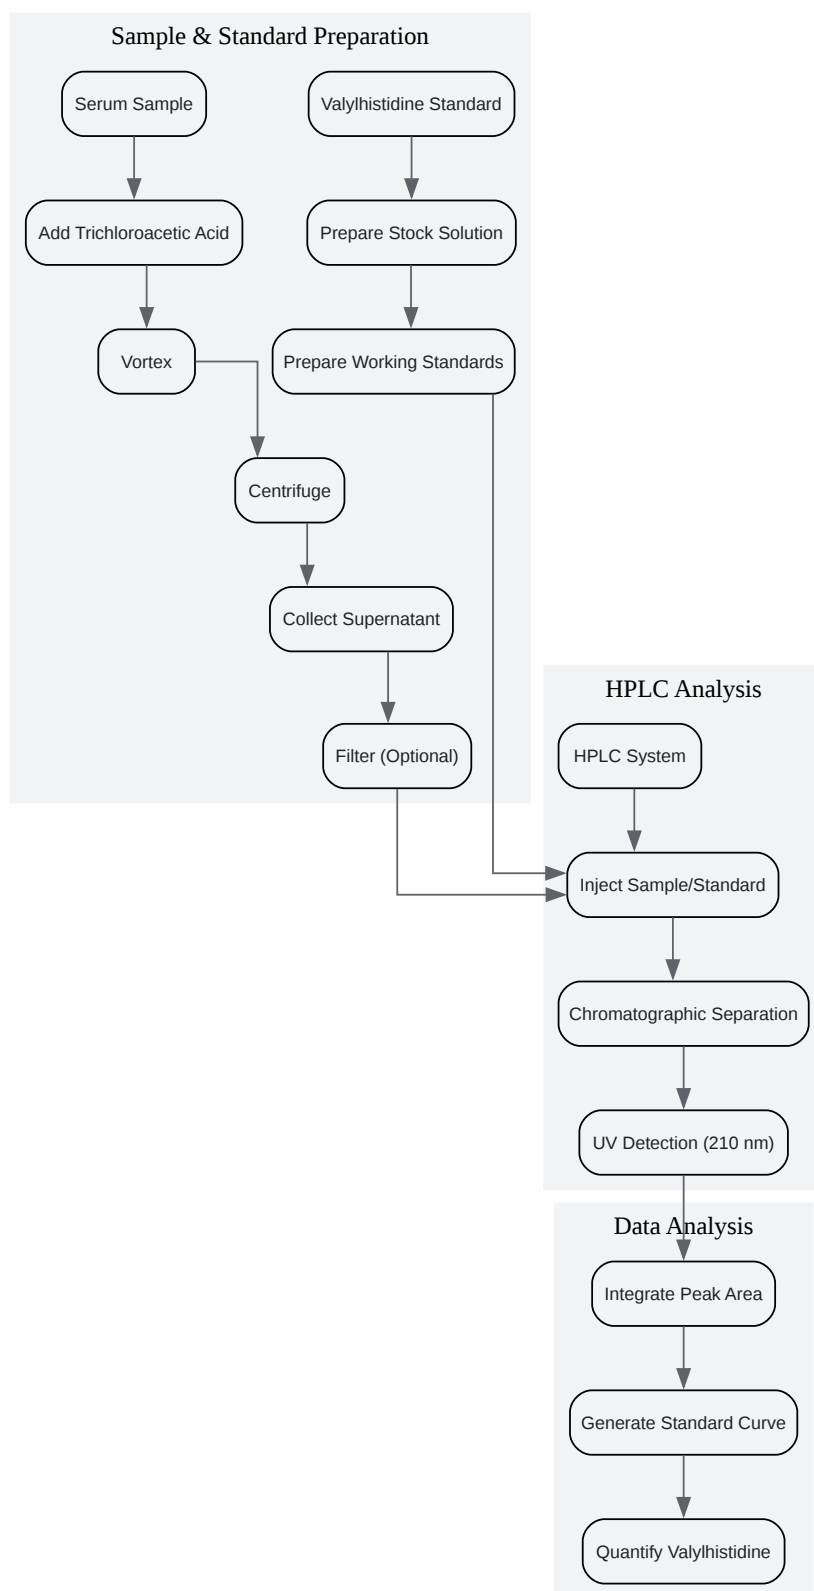 Sample & Standard Preparation
Serum Sample
Valylhistidine Standard
Add Trichloroacetic Acid
Prepare Stock Solution
Vortex
Prepare Working Standards
Centrifuge
Collect Supernatant
Filter (Optional)
HPLC Analysis
HPLC System
Inject Sample/Standard
Chromatographic Separation
UV Detection (210 nm)
Data Analysis
Integrate Peak Area
Generate Standard Curve
Quantify Valylhistidine